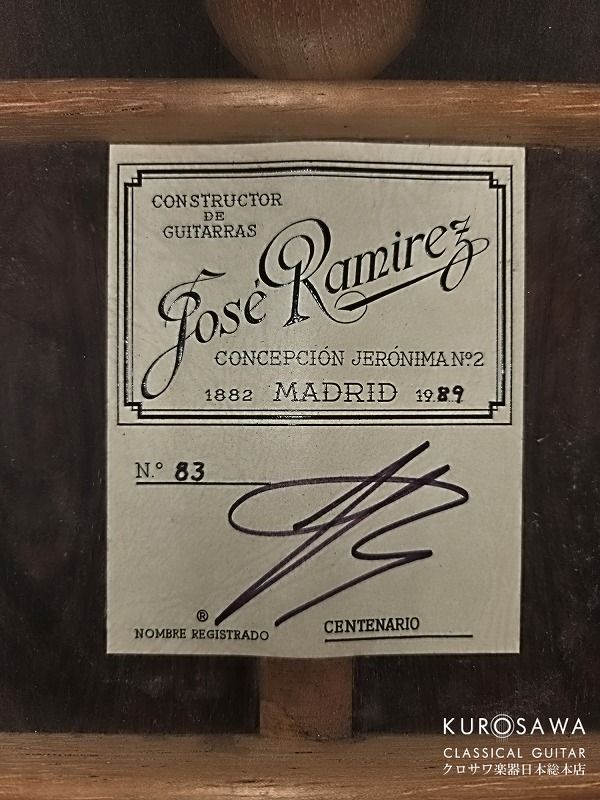 CONSTRUCTOR
DE
GUITARRAS
José Ramirez
CONCEPCIÓN JERÓNIMA Nº2
1882 MADRID 1989
N.º 83
®
NOMBRE REGISTRADO
CENTENARIO
KUROSAWA
CLASSICAL GUITAR
クロサワ楽器日本総本店